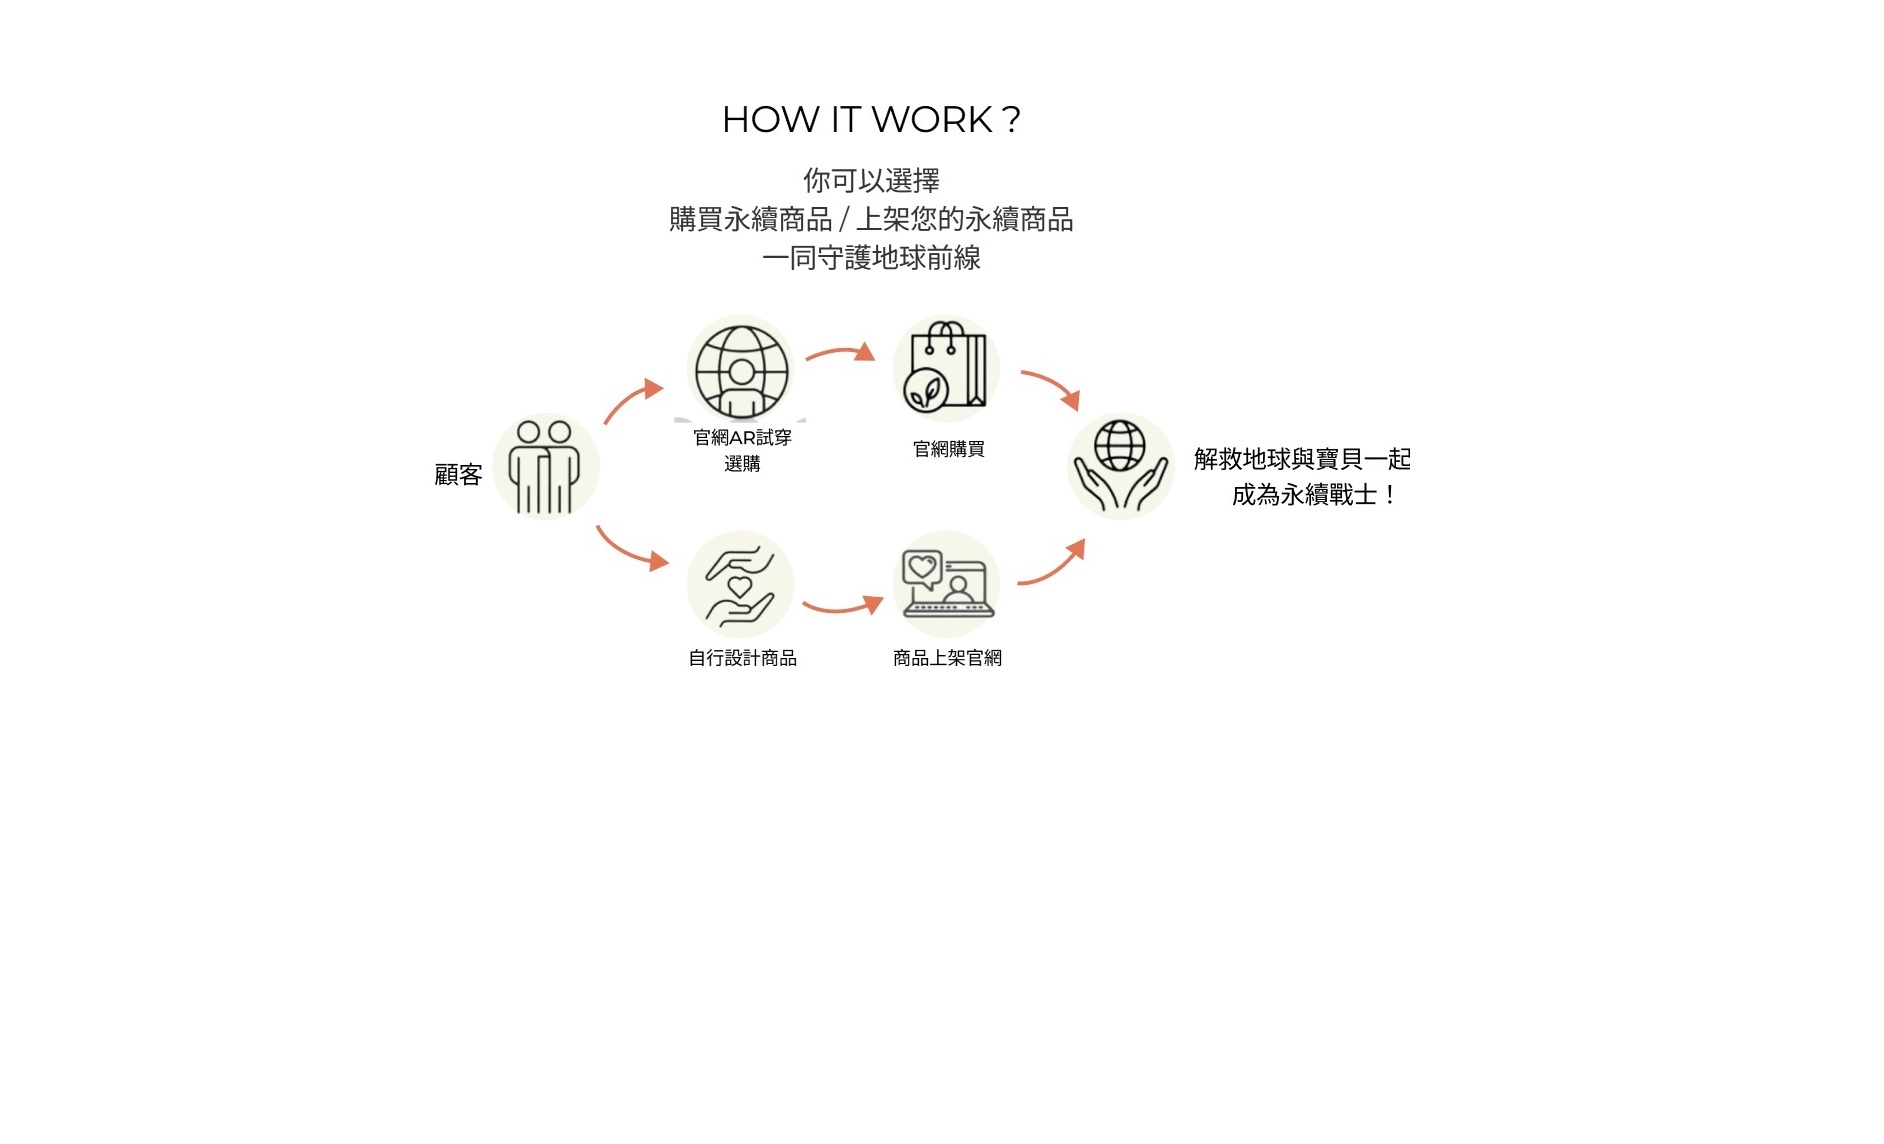 HOW IT WORK ?
你可以選擇
購買永續商品 / 上架您的永續商品
一同守護地球前線
顧客
官網AR試穿
選購
官網購買
解救地球與寶貝一起
成為永續戰士！
自行設計商品
商品上架官網